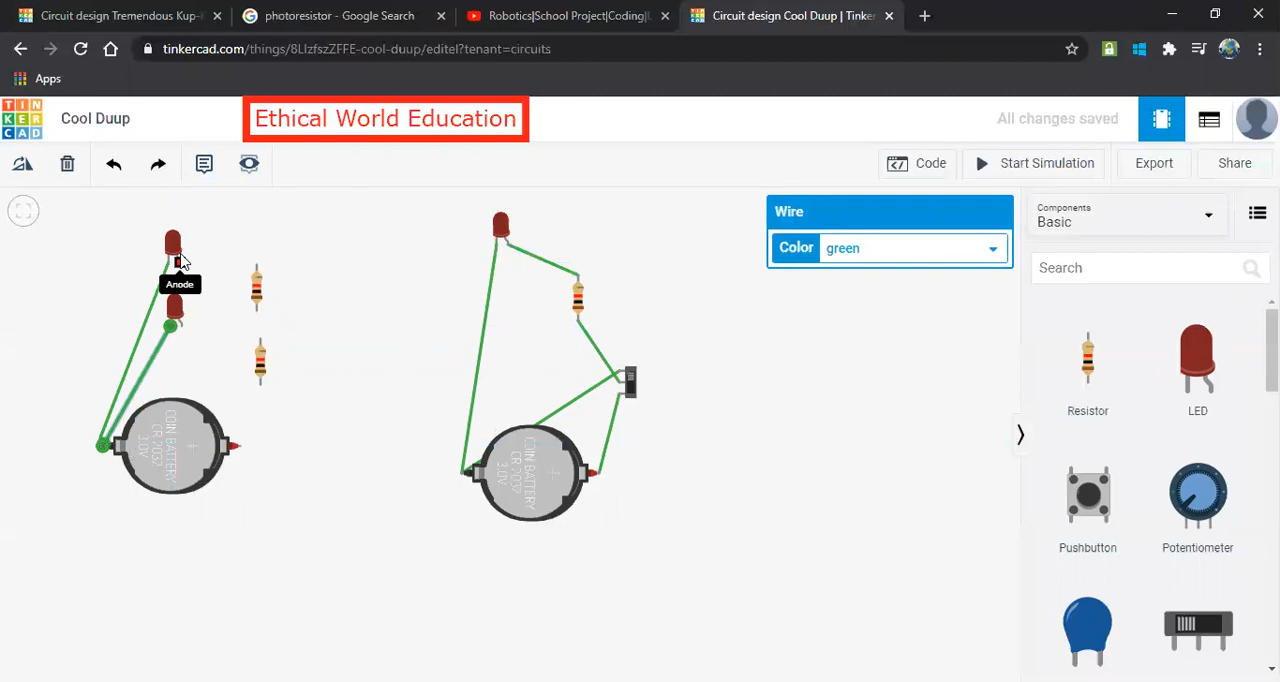 Circuit design Tremendous Kup-K
photoresistor - Google Search
Robotics|School Project|Coding|L
Circuit design Cool Duup | Tinker
tinkercad.com/things/8LIzfszZFFE-cool-duup/editel?tenant=circuits
Apps
TIN
KER
CAD
Cool Duup
Ethical World Education
All changes saved
Code
Start Simulation
Export
Share
Wire
Color
green
Components
Basic
Search
Anode
COIN BATTERY
CR 2032
3.0V
COIN BATTERY
CR 2032
3.0V
Resistor
LED
Pushbutton
Potentiometer